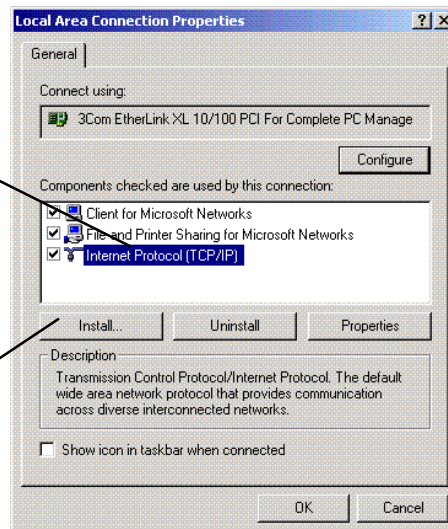 Local Area Connection Properties
General
Connect using:
3Com EtherLink XL 10/100 PCI For Complete PC Manage
Configure
Components checked are used by this connection:
Client for Microsoft Networks
File and Printer Sharing for Microsoft Networks
Internet Protocol (TCP/IP)
Install... Uninstall Properties
Description
Transmission Control Protocol/Internet Protocol. The default
wide area network protocol that provides communication
across diverse interconnected networks.
Show icon in taskbar when connected
OK Cancel